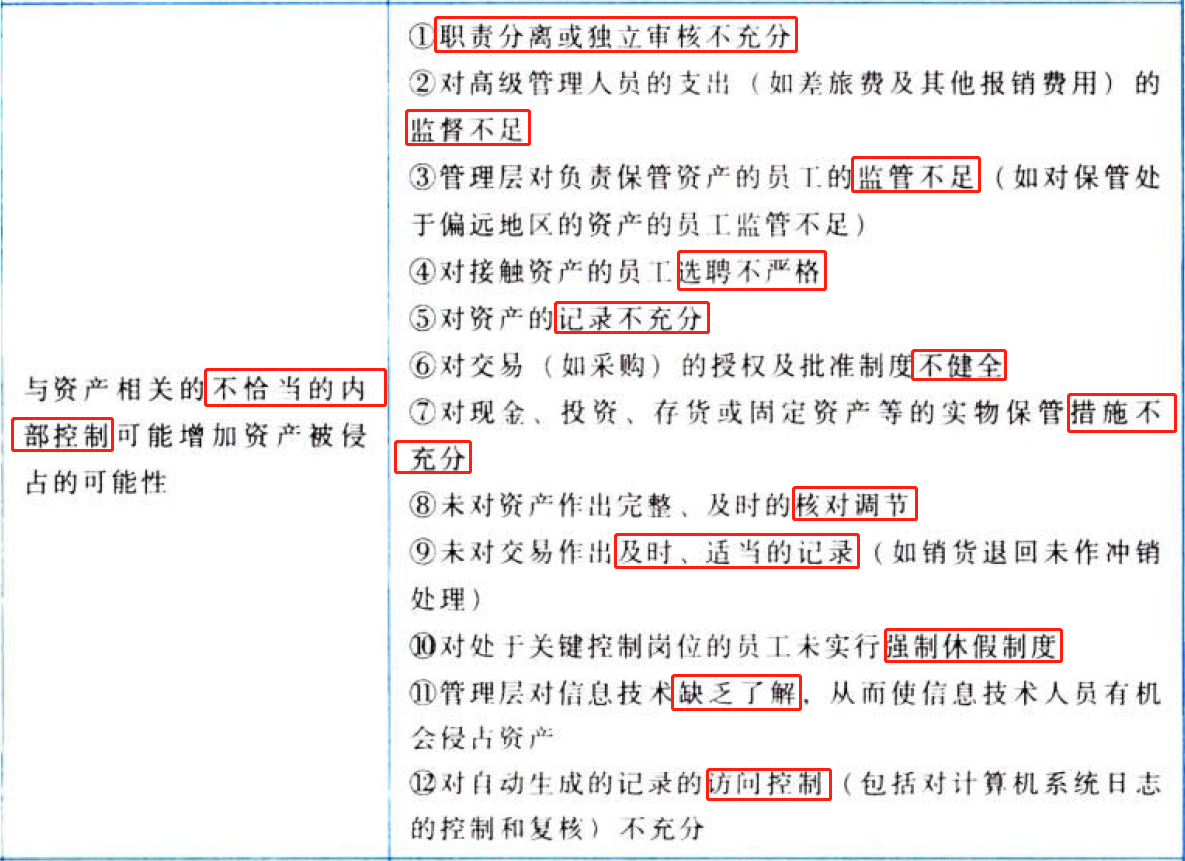 与资产相关的不恰当的内
部控制可能增加资产被侵
占的可能性
①职责分离或独立审核不充分
②对高级管理人员的支出（如差旅费及其他报销费用）的
监督不足
③管理层对负责保管资产的员工的监管不足（如对保管处
于偏远地区的资产的员工监管不足）
④对接触资产的员工选聘不严格
⑤对资产的记录不充分
⑥对交易（如采购）的授权及批准制度不健全
⑦对现金、投资、存货或固定资产等的实物保管措施不
充分
⑧未对资产作出完整、及时的核对调节
⑨未对交易作出及时、适当的记录（如销货退回未作冲销
处理）
⑩对处于关键控制岗位的员工未实行强制休假制度
⑪管理层对信息技术缺乏了解，从而使信息技术人员有机
会侵占资产
⑫对自动生成的记录的访问控制（包括对计算机系统日志
的控制和复核）不充分